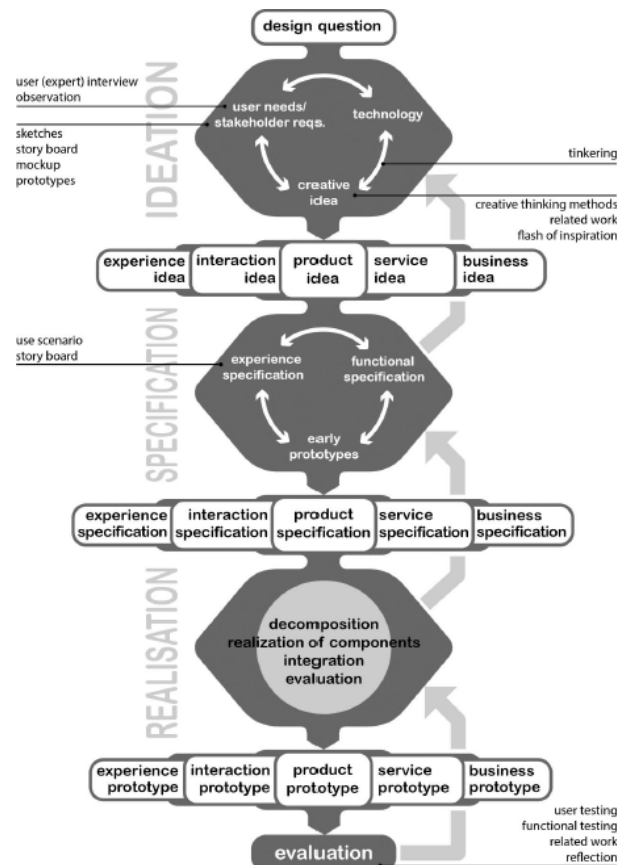 design question
user (expert) interview
observation
sketches
story board
mockup
prototypes
IDEATION
user needs/
stakeholder reqs.
technology
creative
idea
tinkering
creative thinking methods
related work
flash of inspiration
experience
idea
interaction
idea
product
idea
service
idea
business
idea
SPECIFICATION
use scenario
story board
experience
specification
functional
specification
early
prototypes
experience
specification
interaction
specification
product
specification
service
specification
business
specification
REALISATION
decomposition
realization of components
integration
evaluation
experience
prototype
interaction
prototype
product
prototype
service
prototype
business
prototype
evaluation
user testing
functional testing
related work
reflection